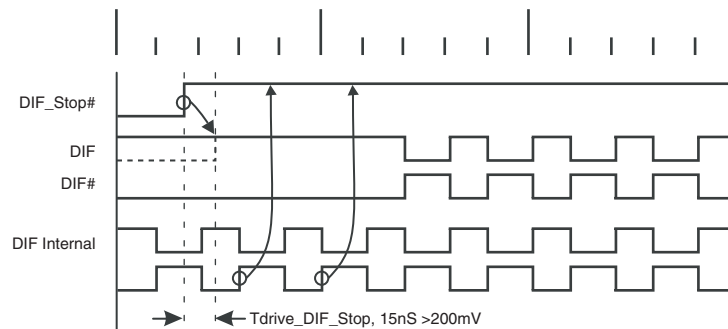 DIF_Stop#
DIF
DIF#
DIF Internal
Tdrive_DIF_Stop, 15nS >200mV